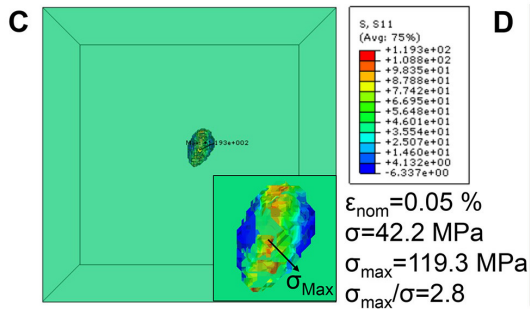 C
D
S, S11
(Avg: 75%)
+1.193e+02
+1.088e+02
+9.835e+01
+8.788e+01
+7.742e+01
+6.695e+01
+5.648e+01
+4.601e+01
+3.554e+01
+2.507e+01
+1.460e+01
+4.132e+00
-6.337e+00
εnom=0.05 %
σ=42.2 MPa
σmax=119.3 MPa
σmax/σ=2.8
σMax